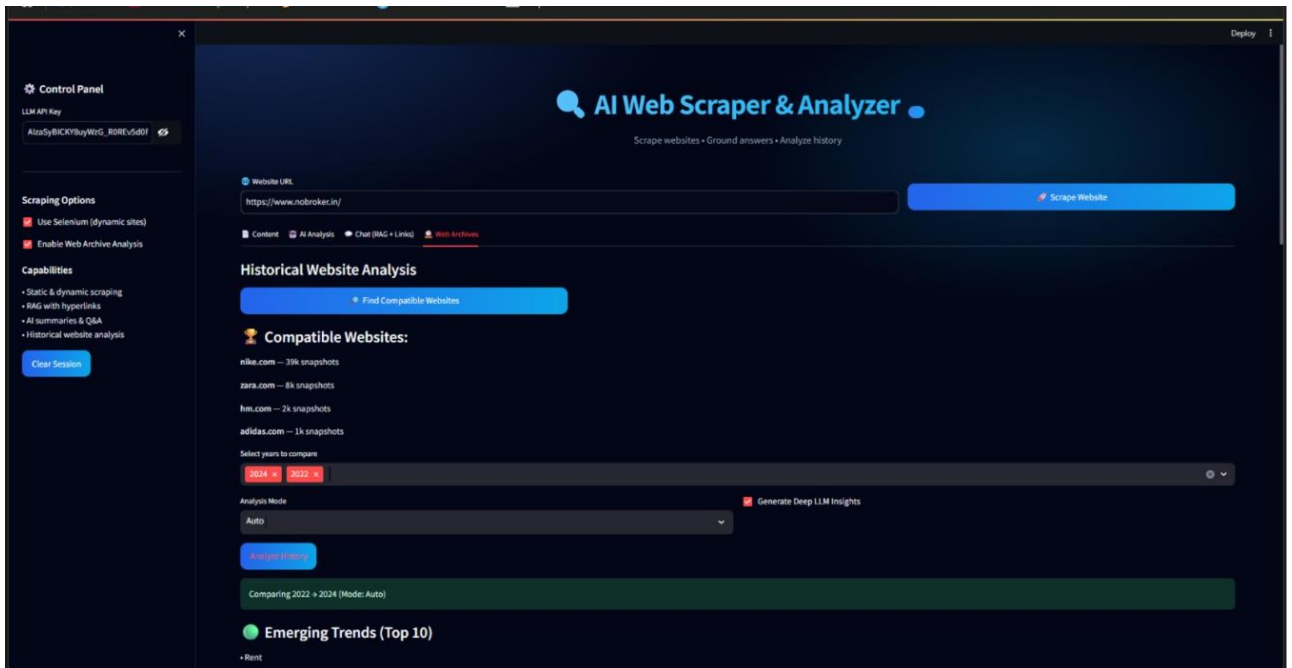 Deploy
Control Panel
LLM API Key
Scraping Options
Use Selenium (dynamic sites)
Enable Web Archive Analysis
Capabilities
• Static & dynamic scraping
• RAG with hyperlinks
• AI summaries & Q&A
• Historical website analysis
Clear Session
AI Web Scraper & Analyzer
Scrape websites • Ground answers • Analyze history
Website URL
https://www.nobroker.in/
Scrape Website
Content AI Analysis Chat (RAG + Links) Web Archives
Historical Website Analysis
Find Compatible Websites
Compatible Websites:
nike.com — 39k snapshots
zara.com — 8k snapshots
hm.com — 2k snapshots
adidas.com — 1k snapshots
Select years to compare
2024 × 2022 ×
Analysis Mode
Generate Deep LLM Insights
Auto
Analyze History
Comparing 2022 → 2024 (Mode: Auto)
Emerging Trends (Top 10)
• Rent